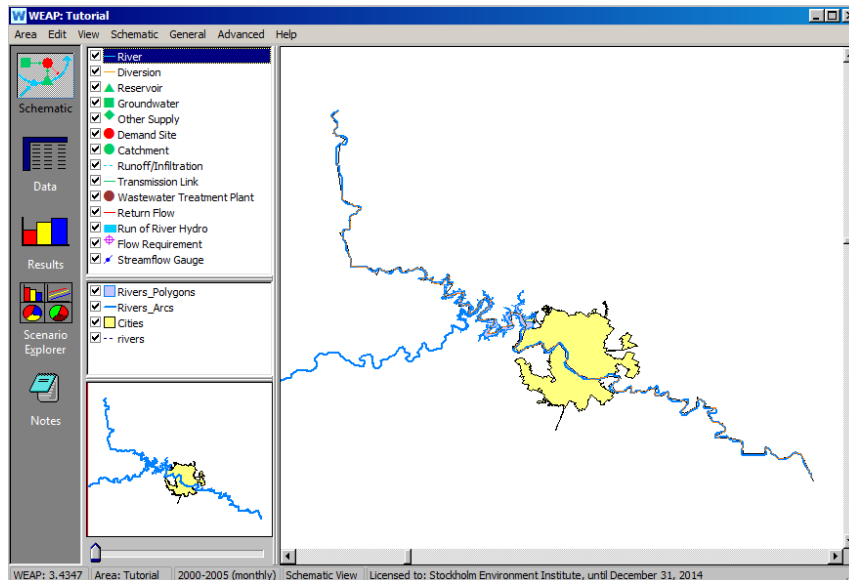 WEAP: Tutorial
Area Edit View Schematic General Advanced Help
Schematic
Data
Results
Scenario
Explorer
Notes
River
Diversion
Reservoir
Groundwater
Other Supply
Demand Site
Catchment
Runoff/Infiltration
Transmission Link
Wastewater Treatment Plant
Return Flow
Run of River Hydro
Flow Requirement
Streamflow Gauge
Rivers_Polygons
Rivers_Arcs
Cities
rivers
WEAP: 3.4347 Area: Tutorial 2000-2005 (monthly) Schematic View Licensed to: Stockholm Environment Institute, until December 31, 2014